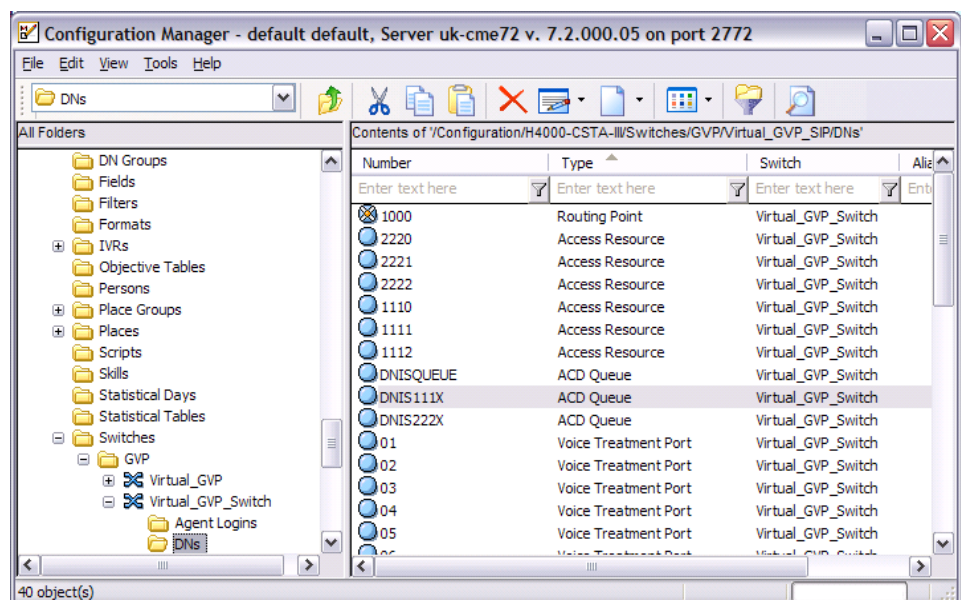 Configuration Manager - default default, Server uk-cme72 v. 7.2.000.05 on port 2772
File Edit View Tools Help
DNs
All Folders
DN Groups
Fields
Filters
Formats
IVRs
Objective Tables
Persons
Place Groups
Places
Scripts
Skills
Statistical Days
Statistical Tables
Switches
GVP
Virtual_GVP
Virtual_GVP_Switch
Agent Logins
DNs
Contents of '/Configuration/H4000-CSTA-III/Switches/GVP/Virtual_GVP_SIP/DNs'
Number Type Switch Alia
Enter text here Enter text here Enter text here Ent
1000 Routing Point Virtual_GVP_Switch
2220 Access Resource Virtual_GVP_Switch
2221 Access Resource Virtual_GVP_Switch
2222 Access Resource Virtual_GVP_Switch
1110 Access Resource Virtual_GVP_Switch
1111 Access Resource Virtual_GVP_Switch
1112 Access Resource Virtual_GVP_Switch
DNISQUEUE ACD Queue Virtual_GVP_Switch
DNIS111X ACD Queue Virtual_GVP_Switch
DNIS222X ACD Queue Virtual_GVP_Switch
01 Voice Treatment Port Virtual_GVP_Switch
02 Voice Treatment Port Virtual_GVP_Switch
03 Voice Treatment Port Virtual_GVP_Switch
04 Voice Treatment Port Virtual_GVP_Switch
05 Voice Treatment Port Virtual_GVP_Switch
06 Voice Treatment Port Virtual_GVP_Switch
40 object(s)